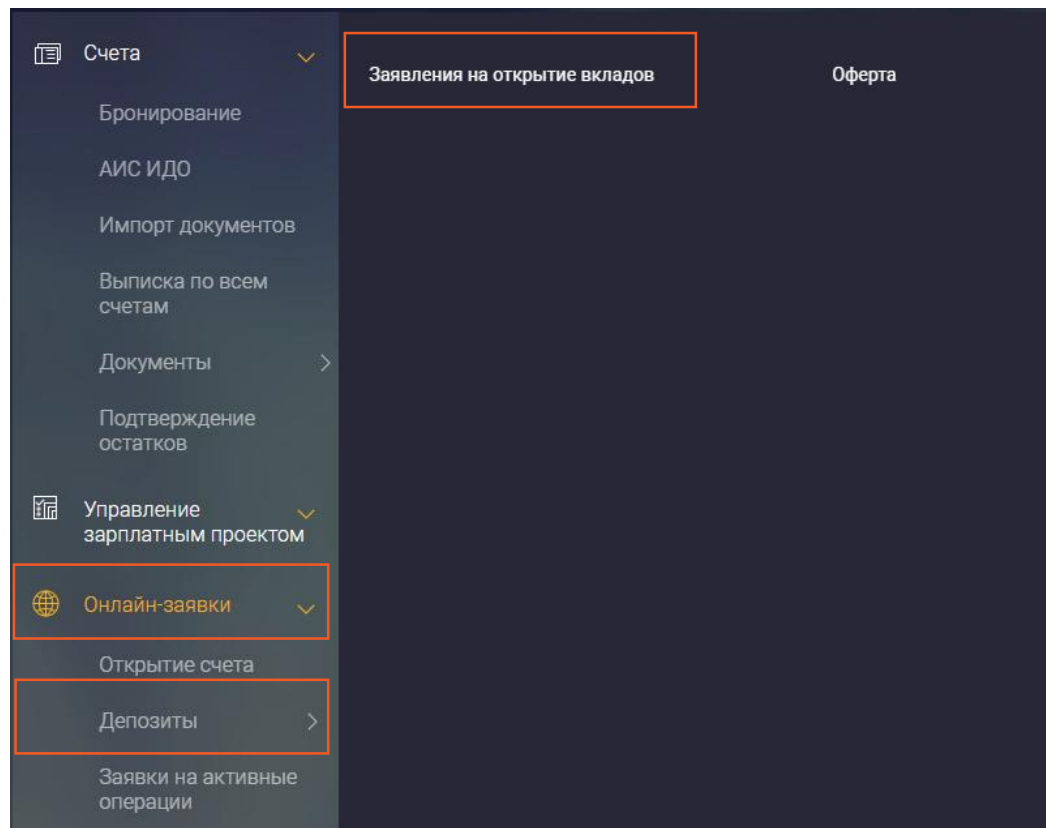 Счета
Бронирование
АИС ИДО
Импорт документов
Выписка по всем
счетам
Документы
Подтверждение
остатков
Управление
зарплатным проектом
Онлайн-заявки
Открытие счета
Депозиты
Заявки на активные
операции
Заявления на открытие вкладов
Оферта